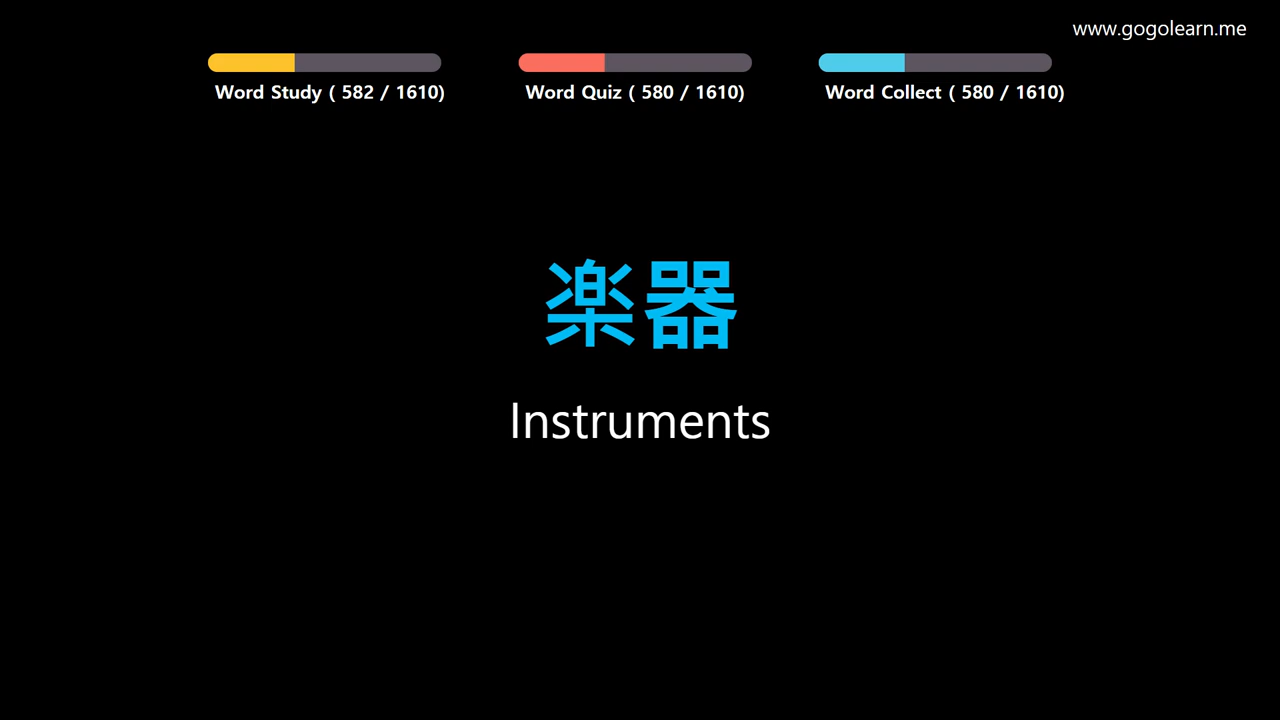 www.gogolearn.me
Word Study ( 582 / 1610)
Word Quiz ( 580 / 1610)
Word Collect ( 580 / 1610)
楽器
Instruments